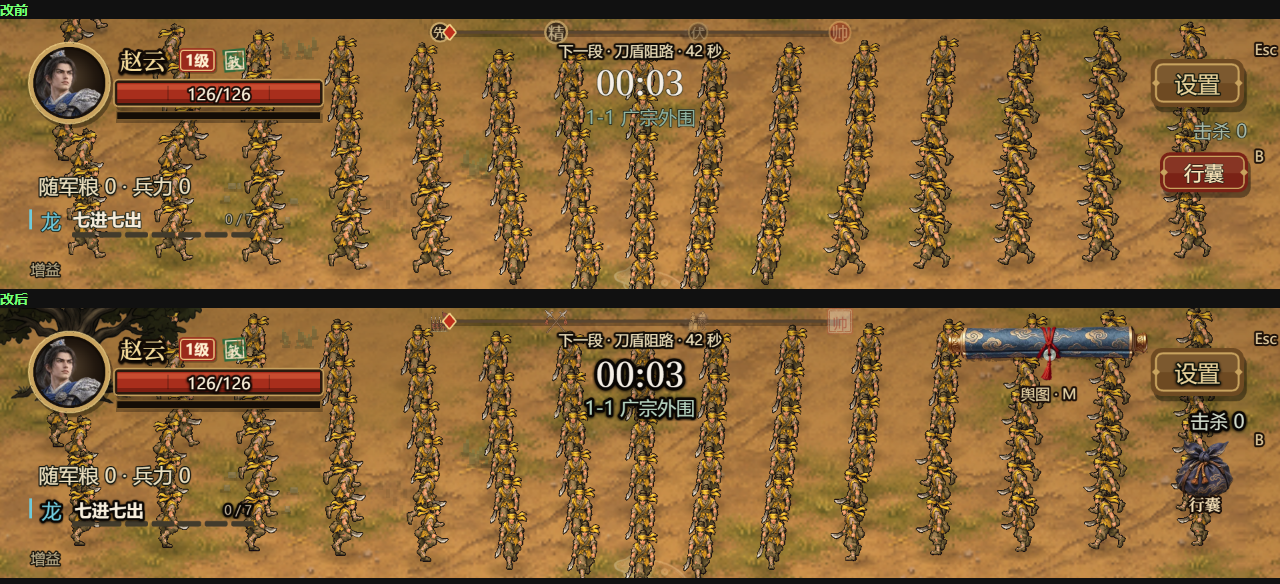 改前
先 精 伏 帅
下一段 · 刀盾阻路 · 42 秒
赵云 1级 敏
00:03
Esc
设置
126/126
1-1 广宗外围
击杀 0
B
行囊
随军粮 0 · 兵力 0
龙 七进七出 0/7
增益
改后
帅
下一段 · 刀盾阻路 · 42 秒
赵云 1级 敏
00:03
Esc
设置
126/126
舆图 · M
1-1 广宗外围
击杀 0
B
行囊
随军粮 0 · 兵力 0
龙 七进七出 0/7
增益